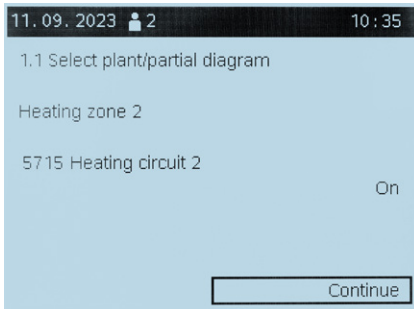 11.09.2023 2 10:35
1.1 Select plant/partial diagram
Heating zone 2
5715 Heating circuit 2
On
Continue